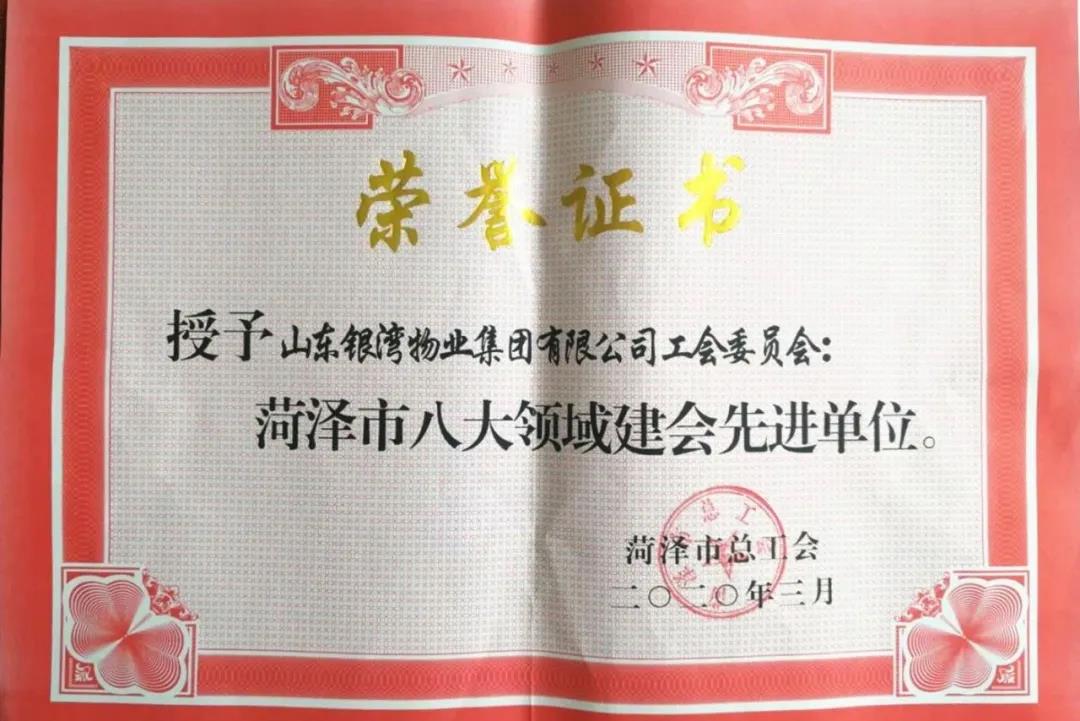 荣誉证书
授予山东银湾物业集团有限公司工会委员会：
菏泽市八大领域建会先进单位。
菏泽市总工会
二〇二〇年三月